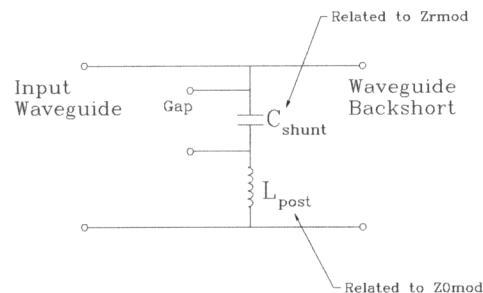 Related to Zrmod
Input
Waveguide
Gap
C shunt
Waveguide
Backshort
L post
Related to Z0mod